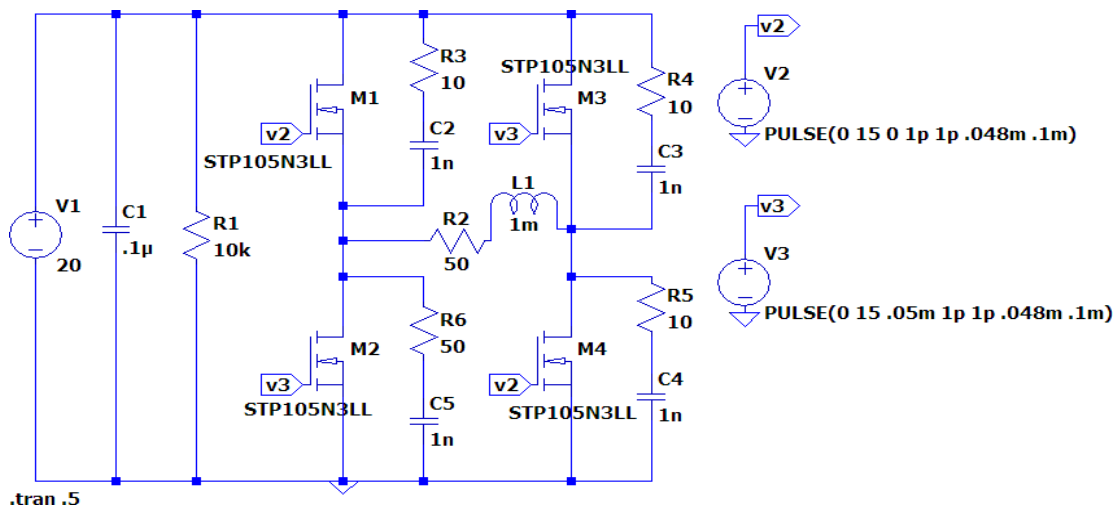 V1
20
C1
.1µ
R1
10k
v2
M1
STP105N3LL
R3
10
C2
1n
STP105N3LL
M3
v3
R4
10
C3
1n
R2
50
L1
1m
v3
M2
STP105N3LL
R6
50
C5
1n
v2
M4
STP105N3LL
R5
10
C4
1n
v2
V2
PULSE(0 15 0 1p 1p .048m .1m)
v3
V3
PULSE(0 15 .05m 1p 1p .048m .1m)
.tran .5